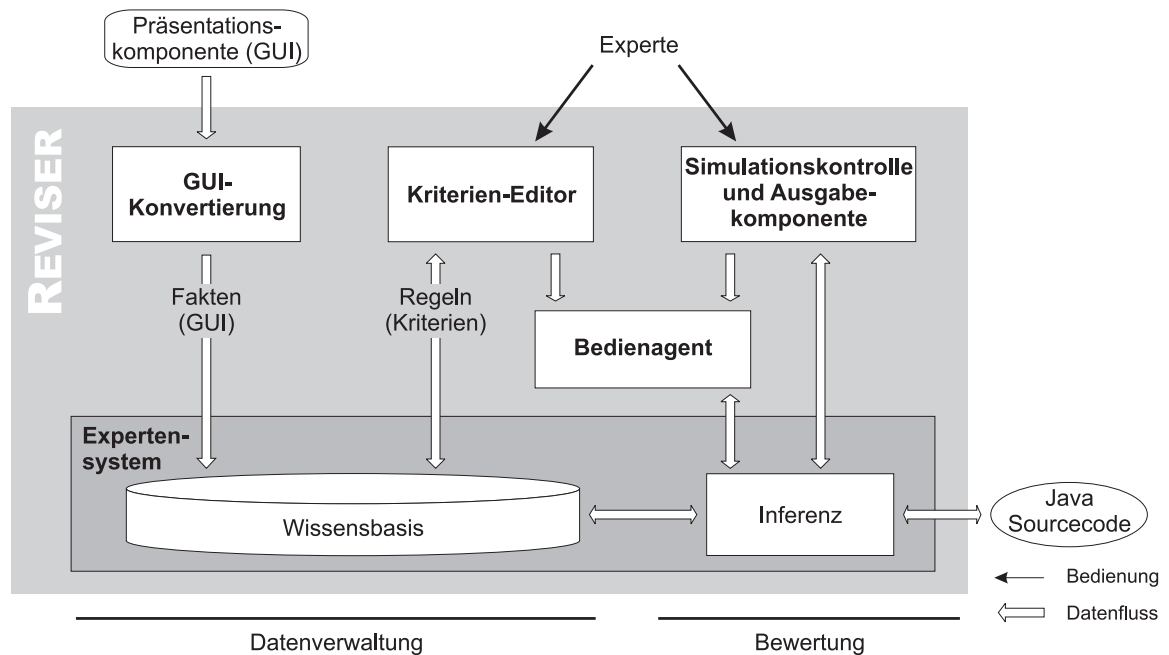 Präsentations-
komponente (GUI)
Experte
REVISER
GUI-
Konvertierung
Kriterien-Editor
Simulationskontrolle
und Ausgabe-
komponente
Fakten
(GUI)
Regeln
(Kriterien)
Bedienagent
Experten-
system
Wissensbasis
Inferenz
Java
Sourcecode
Bedienung
Datenfluss
Datenverwaltung
Bewertung